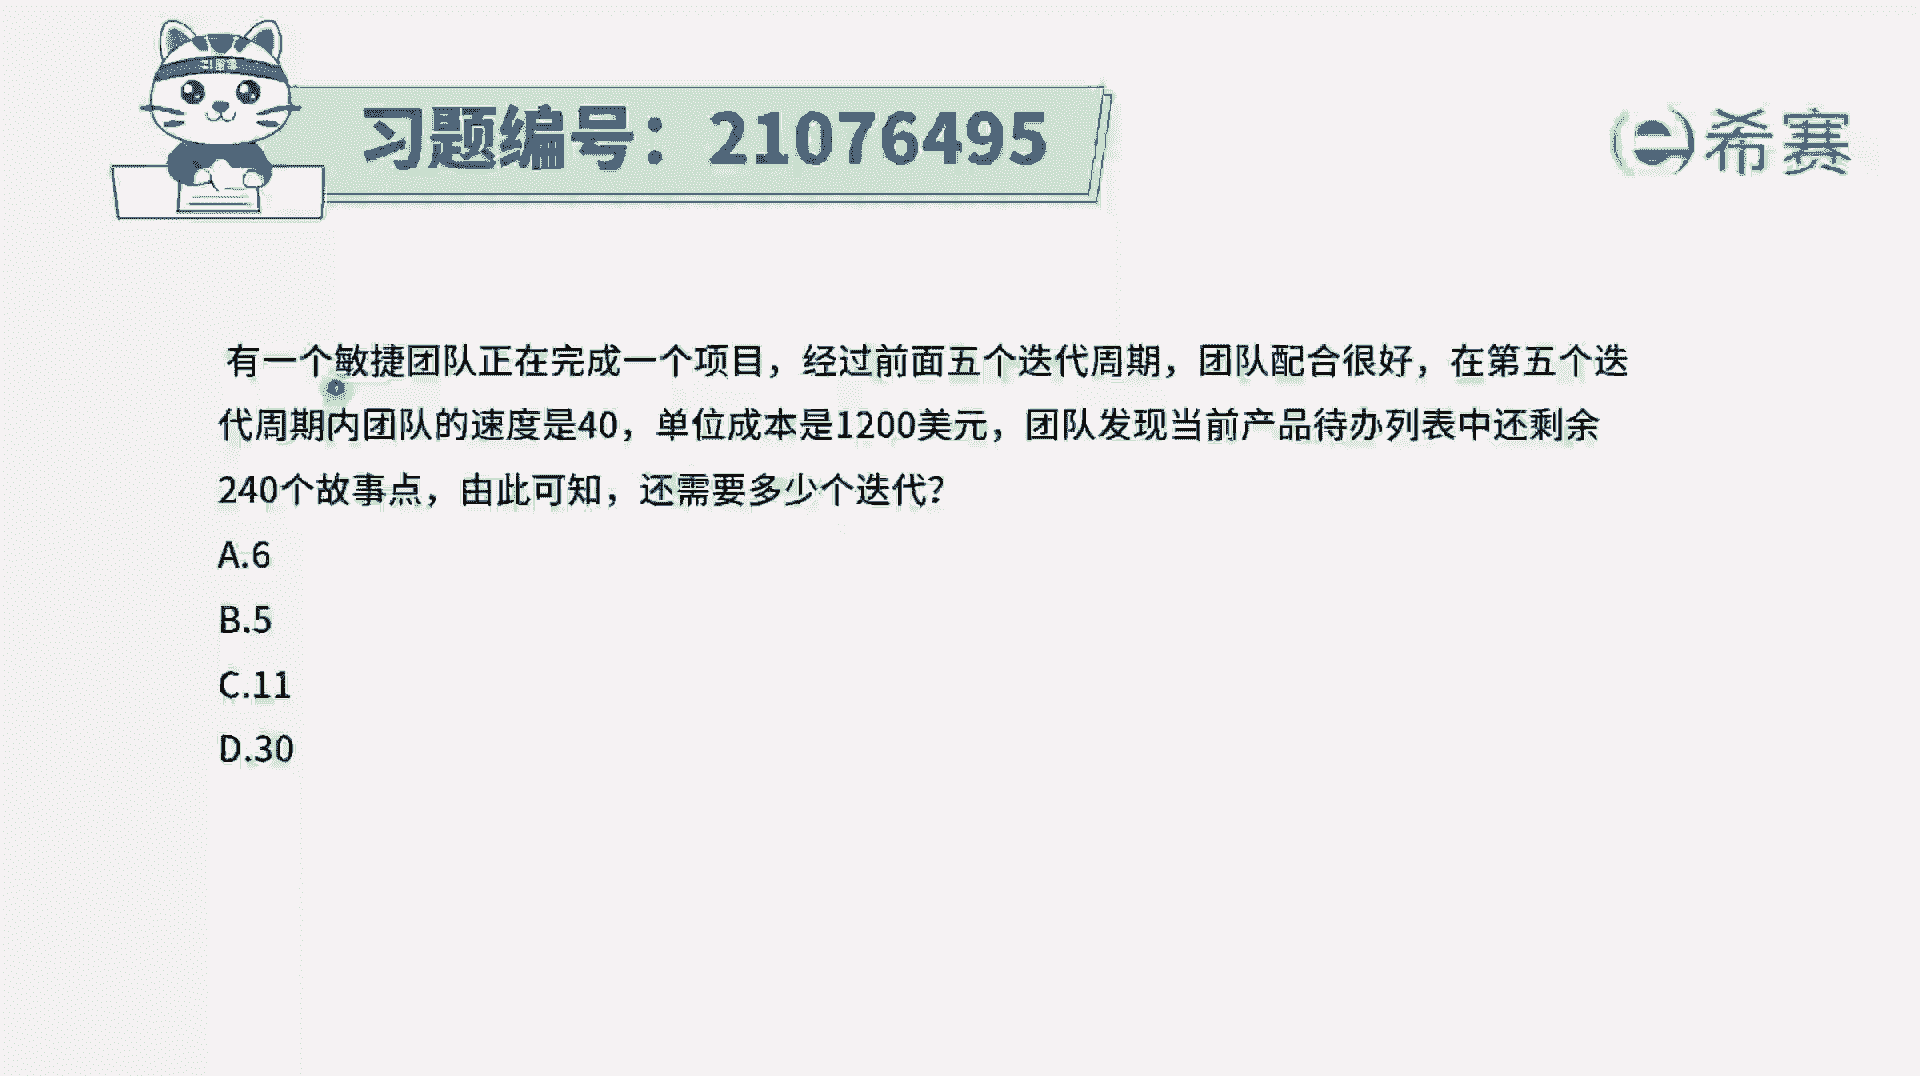 习题编号：21076495
希赛
有一个敏捷团队正在完成一个项目，经过前面五个迭代周期，团队配合很好，在第五个迭
代周期内团队的速度是40，单位成本是1200美元，团队发现当前产品待办列表中还剩余
240个故事点，由此可知，还需要多少个迭代？
A.6
B.5
C.11
D.30